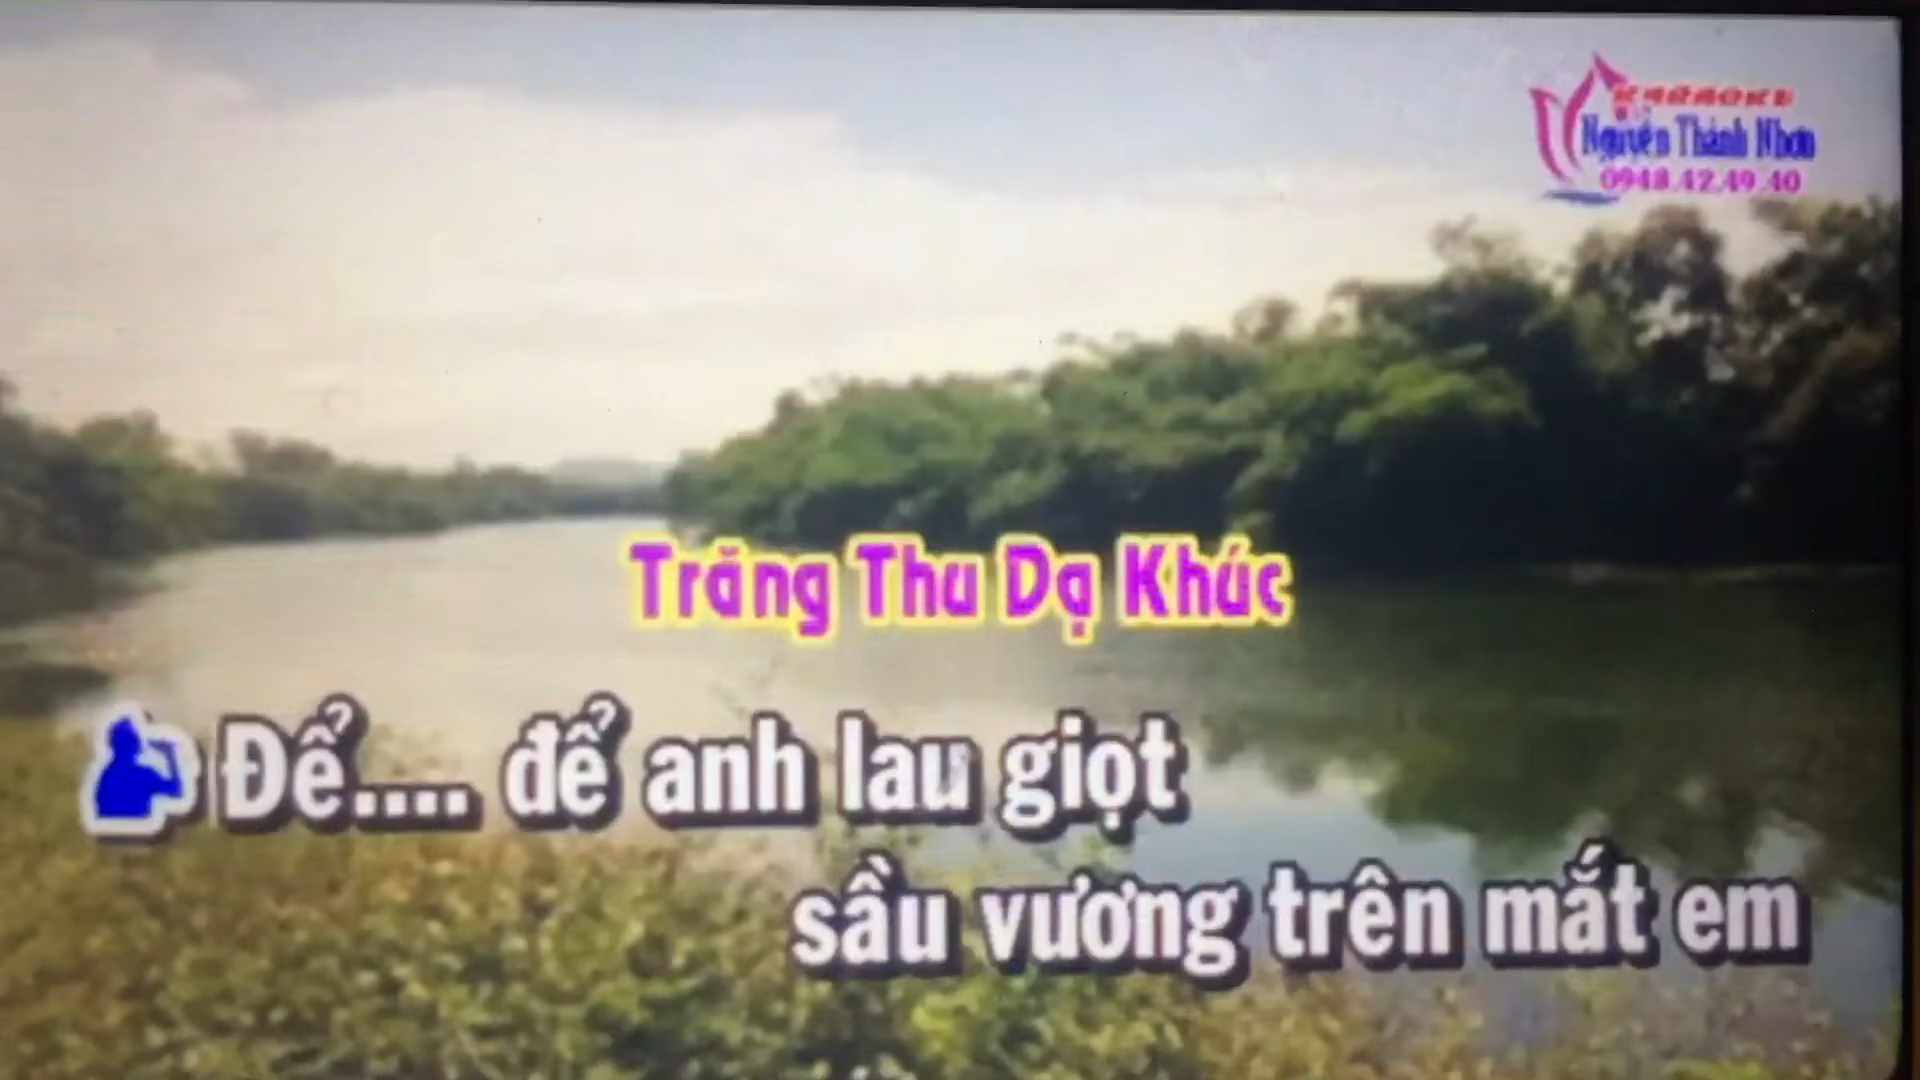 KARAOKE
Nguyễn Thành Nhơn
0948.42.49.40
Trăng Thu Dạ Khúc
Để.... để anh lau giọt
sầu vương trên mắt em